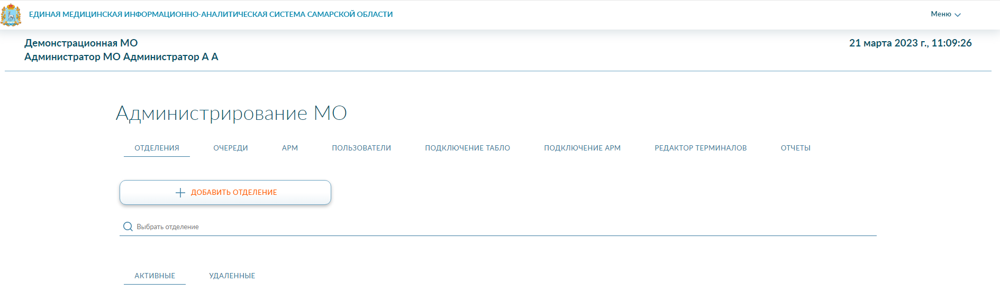 ЕДИНАЯ МЕДИЦИНСКАЯ ИНФОРМАЦИОННО-АНАЛИТИЧЕСКАЯ СИСТЕМА САМАРСКОЙ ОБЛАСТИ
Меню
Демонстрационная МО
21 марта 2023 г., 11:09:26
Администратор МО Администратор А А
Администрирование МО
ОТДЕЛЕНИЯ ОЧЕРЕДИ АРМ ПОЛЬЗОВАТЕЛИ ПОДКЛЮЧЕНИЕ ТАБЛО ПОДКЛЮЧЕНИЕ АРМ РЕДАКТОР ТЕРМИНАЛОВ ОТЧЕТЫ
ДОБАВИТЬ ОТДЕЛЕНИЕ
Выбрать отделение
АКТИВНЫЕ УДАЛЕННЫЕ